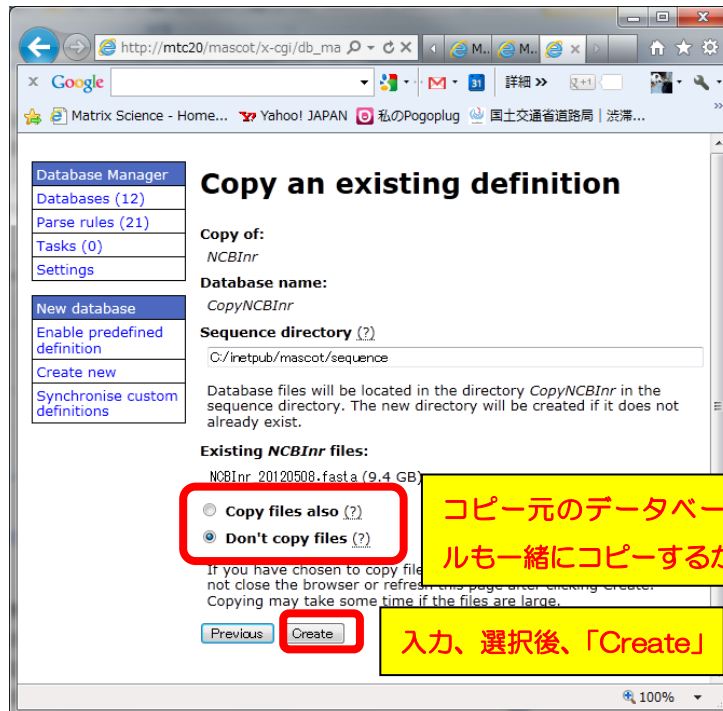 http://mtc20/mascot/x-cgi/db_ma
M..
M..
× Google
31
詳細 »
g+1
Matrix Science - Home...
Yahoo! JAPAN
私のPogoplug
国土交通省道路局 | 渋滞...
Database Manager
Databases (12)
Parse rules (21)
Tasks (0)
Settings
New database
Enable predefined
definition
Create new
Synchronise custom
definitions
Copy an existing definition
Copy of:
NCBInr
Database name:
CopyNCBInr
Sequence directory (?)
C:/inetpub/mascot/sequence
Database files will be located in the directory CopyNCBInr in the
sequence directory. The new directory will be created if it does not
already exist.
Existing NCBInr files:
NCBInr_20120508.fasta (9.4 GB)
Copy files also (?)
Don't copy files (?)
コピー元のデータベー
ルも一緒にコピーするか
If you have chosen to copy file
not close the browser or refresh this page after clicking Create.
Copying may take some time if the files are large.
Previous
Create
入力、選択後、「Create」
100%